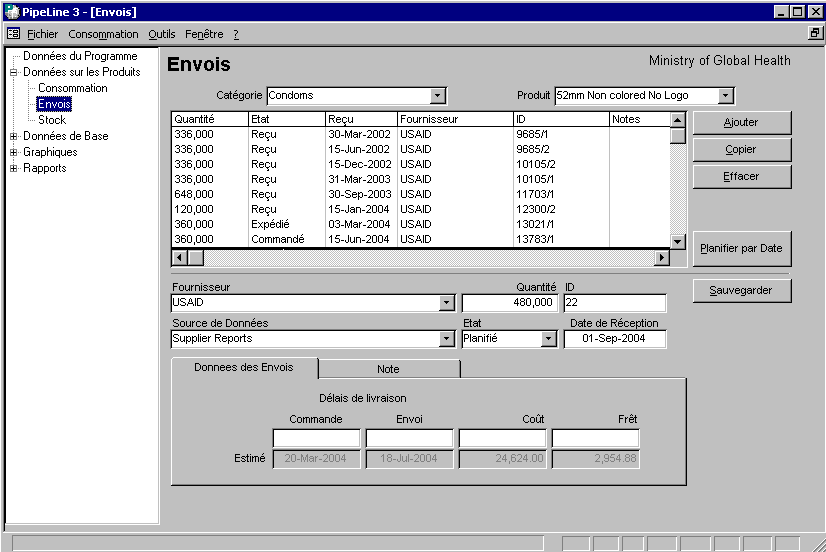 PipeLine 3 - [Envois]
Fichier Consommation Outils Fenêtre ?
Données du Programme
Données sur les Produits
Consommation
Envois
Stock
Données de Base
Graphiques
Rapports
Envois
Ministry of Global Health
Catégorie Condoms Produit 52mm Non colored No Logo
Quantité Etat Reçu Fournisseur ID Notes
336,000 Reçu 30-Mar-2002 USAID 9685/1
336,000 Reçu 15-Jun-2002 USAID 9685/2
336,000 Reçu 15-Dec-2002 USAID 10105/2
336,000 Reçu 31-Mar-2003 USAID 10105/1
648,000 Reçu 30-Sep-2003 USAID 11703/1
120,000 Reçu 15-Jan-2004 USAID 12300/2
360,000 Expédié 03-Mar-2004 USAID 13021/1
360,000 Commandé 15-Jun-2004 USAID 13783/1
Ajouter
Copier
Effacer
Planifier par Date
Sauvegarder
Fournisseur Quantité ID
USAID 480,000 22
Source de Données Etat Date de Réception
Supplier Reports Planifié 01-Sep-2004
Donnees des Envois Note
Délais de livraison
Commande Envoi Coût Frêt
Estimé 20-Mar-2004 18-Jul-2004 24,624.00 2,954.88